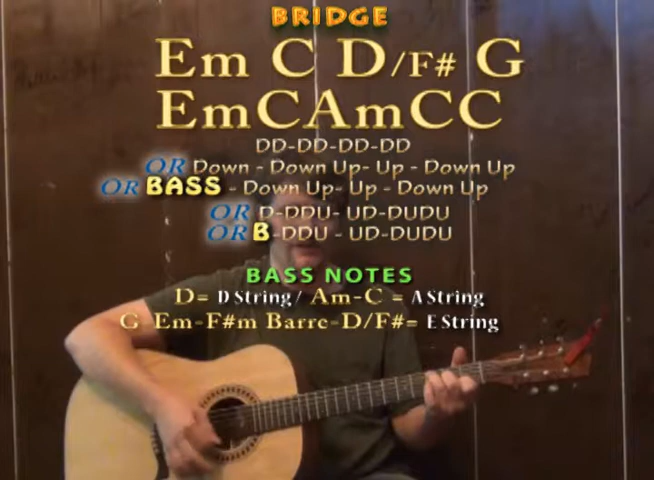 BRIDGE
Em C D/F# G
EmCAmCC
DD-DD-DD-DD
OR Down - Down Up- Up - Down Up
OR BASS - Down Up- Up - Down Up
OR D-DDU- UD-DUDU
OR B-DDU - UD-DUDU
BASS NOTES
D= D String/ Am-C = A String
G Em-F#m Barre-D/F#= E String